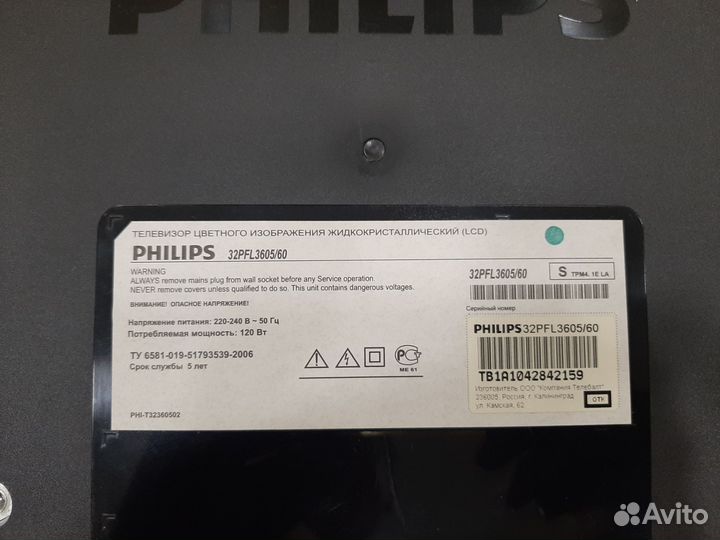 PHILIPS
ТЕЛЕВИЗОР ЦВЕТНОГО ИЗОБРАЖЕНИЯ ЖИДКОКРИСТАЛЛИЧЕСКИЙ (LCD)
PHILIPS 32PFL3605/60
WARNING
ALWAYS remove mains plug from wall socket before any Service operation.
NEVER remove covers unless qualified to do so. This unit contains dangerous voltages.
ВНИМАНИЕ! ОПАСНОЕ НАПРЯЖЕНИЕ!
Напряжение питания: 220-240 В ~ 50 Гц
Потребляемая мощность: 120 Вт
ТУ 6581-019-51793539-2006
Срок службы 5 лет
ME 61
PHI-T32360502
32PFL3605/60
S TPM4. 1E LA
Серийный номер
PHILIPS 32PFL3605/60
TB1A1042842159
Изготовитель ООО "Компания Телебалт"
236005, Россия, г. Калининград
ул. Камская, 62
ОТК
Avito